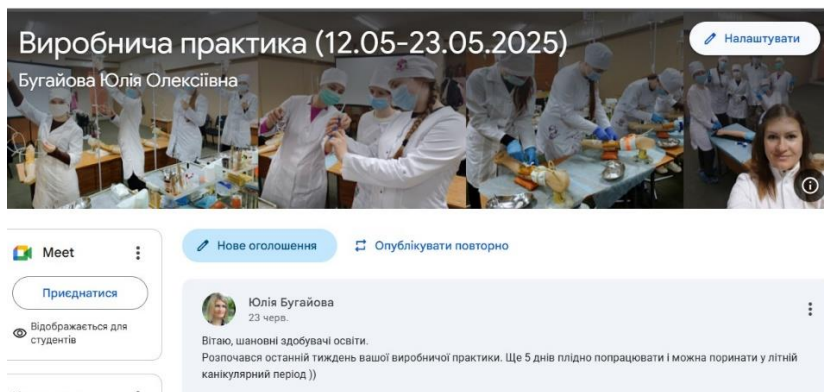 Виробнича практика (12.05-23.05.2025)
Налаштувати
Бугайова Юлія Олексіївна
Meet
Приєднатися
Відображається для
студентів
Нове оголошення
Опублікувати повторно
Юлія Бугайова
23 черв.
Вітаю, шановні здобувачі освіти.
Розпочався останній тиждень вашої виробничої практики. Ще 5 днів плідно попрацювати і можна поринати у літній
канікулярний період ))